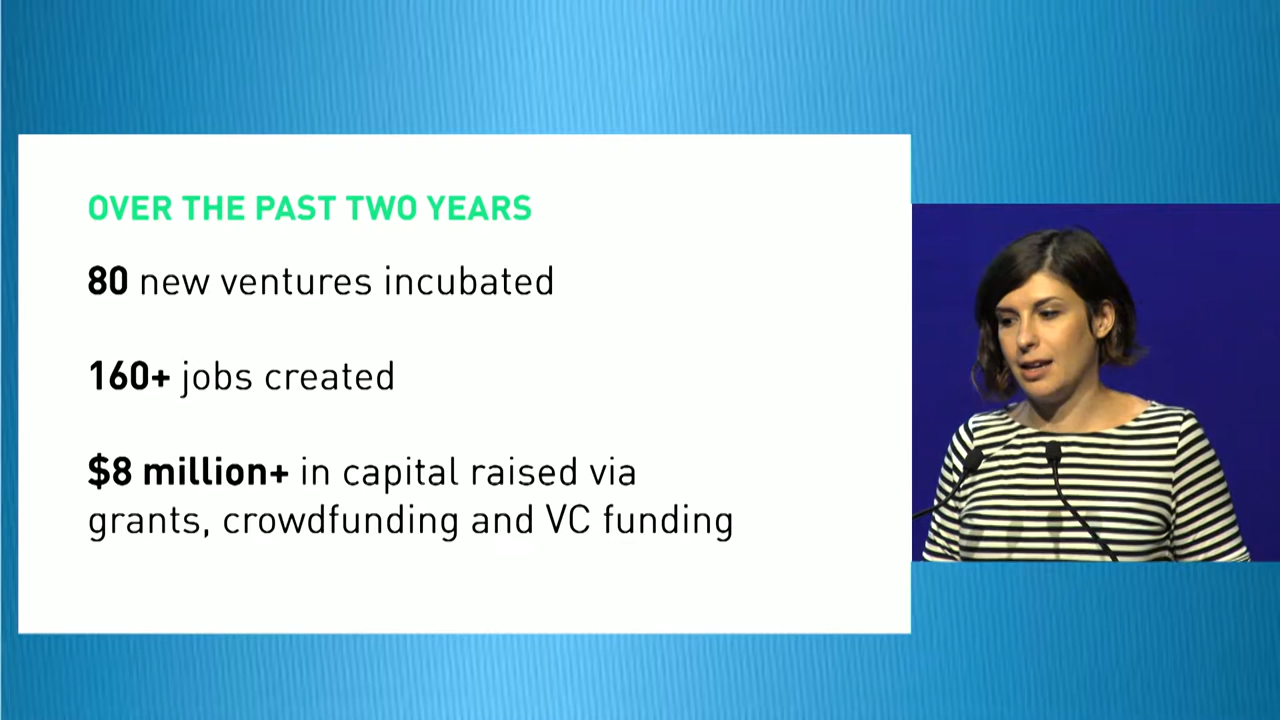 OVER THE PAST TWO YEARS
80 new ventures incubated
160+ jobs created
$8 million+ in capital raised via
grants, crowdfunding and VC funding